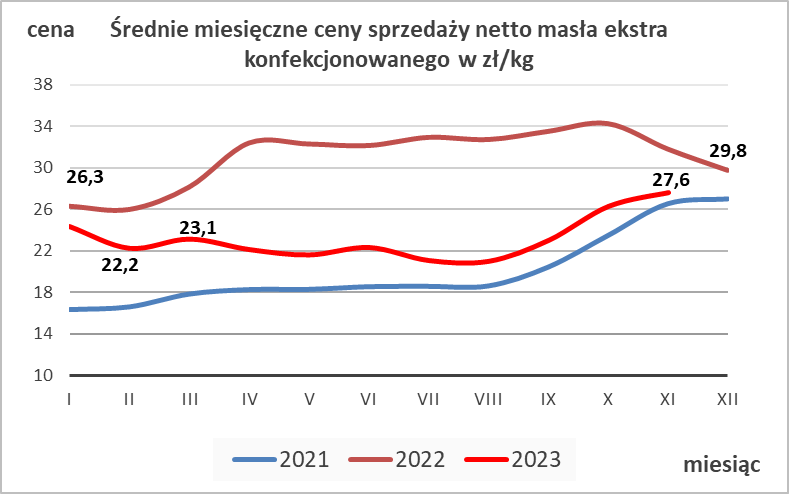 cena Średnie miesięczne ceny sprzedaży netto masła ekstra
konfekcjonowanego w zł/kg
38
34
30
26
22
18
14
10
26,3
22,2
23,1
27,6
29,8
I II III IV V VI VII VIII IX X XI XII
2021 2022 2023
miesiąc